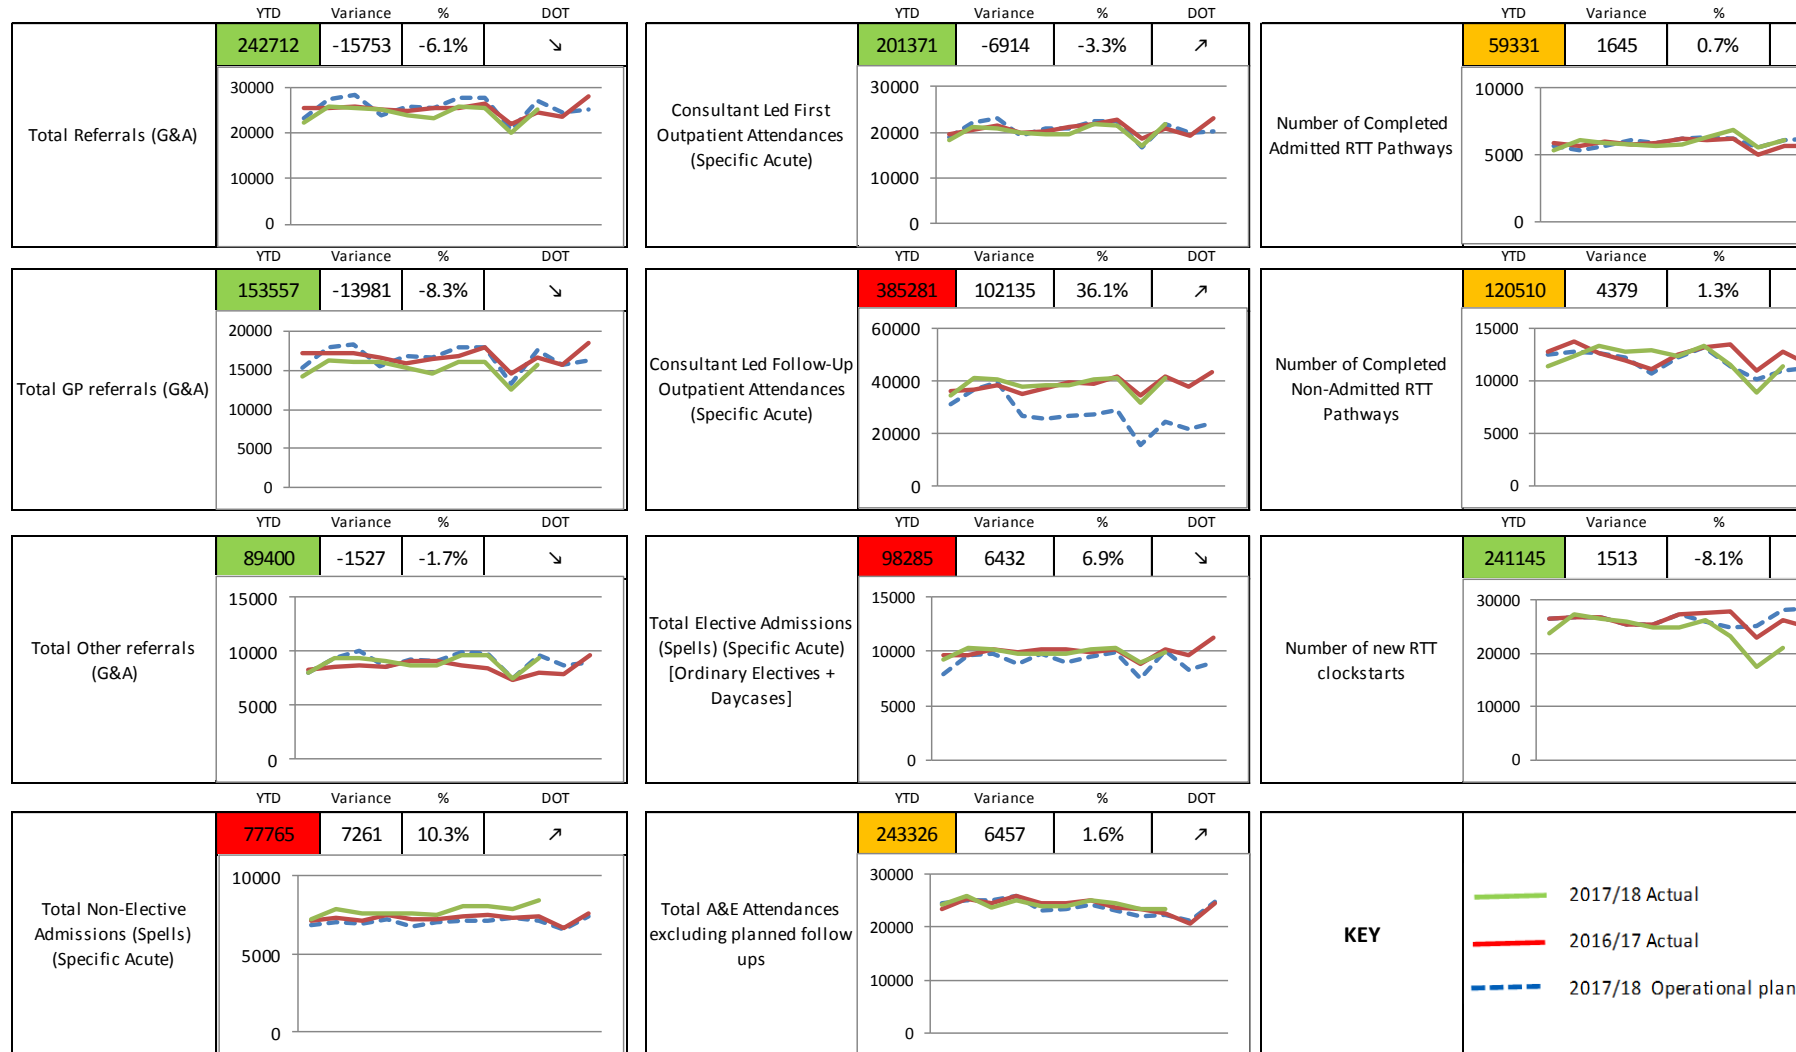 YTD Variance % DOT
Total Referrals (G&A)
242712 -15753 -6.1% ↘
30000
20000
10000
0
YTD Variance % DOT
Consultant Led First
Outpatient Attendances
(Specific Acute)
201371 -6914 -3.3% ↗
30000
20000
10000
0
YTD Variance %
Number of Completed
Admitted RTT Pathways
59331 1645 0.7%
10000
5000
0
YTD Variance % DOT
Total GP referrals (G&A)
153557 -13981 -8.3% ↘
20000
15000
10000
5000
0
YTD Variance % DOT
Consultant Led Follow-Up
Outpatient Attendances
(Specific Acute)
385281 102135 36.1% ↗
60000
40000
20000
0
YTD Variance %
Number of Completed
Non-Admitted RTT
Pathways
120510 4379 1.3%
15000
10000
5000
0
YTD Variance % DOT
Total Other referrals
(G&A)
89400 -1527 -1.7% ↘
15000
10000
5000
0
YTD Variance % DOT
Total Elective Admissions
(Spells) (Specific Acute)
[Ordinary Electives +
Daycases]
98285 6432 6.9% ↘
15000
10000
5000
0
YTD Variance %
Number of new RTT
clockstarts
241145 1513 -8.1%
30000
20000
10000
0
YTD Variance % DOT
Total Non-Elective
Admissions (Spells)
(Specific Acute)
77765 7261 10.3% ↗
10000
5000
0
YTD Variance % DOT
Total A&E Attendances
excluding planned follow
ups
243326 6457 1.6% ↗
30000
20000
10000
0
KEY
2017/18 Actual
2016/17 Actual
2017/18 Operational plan